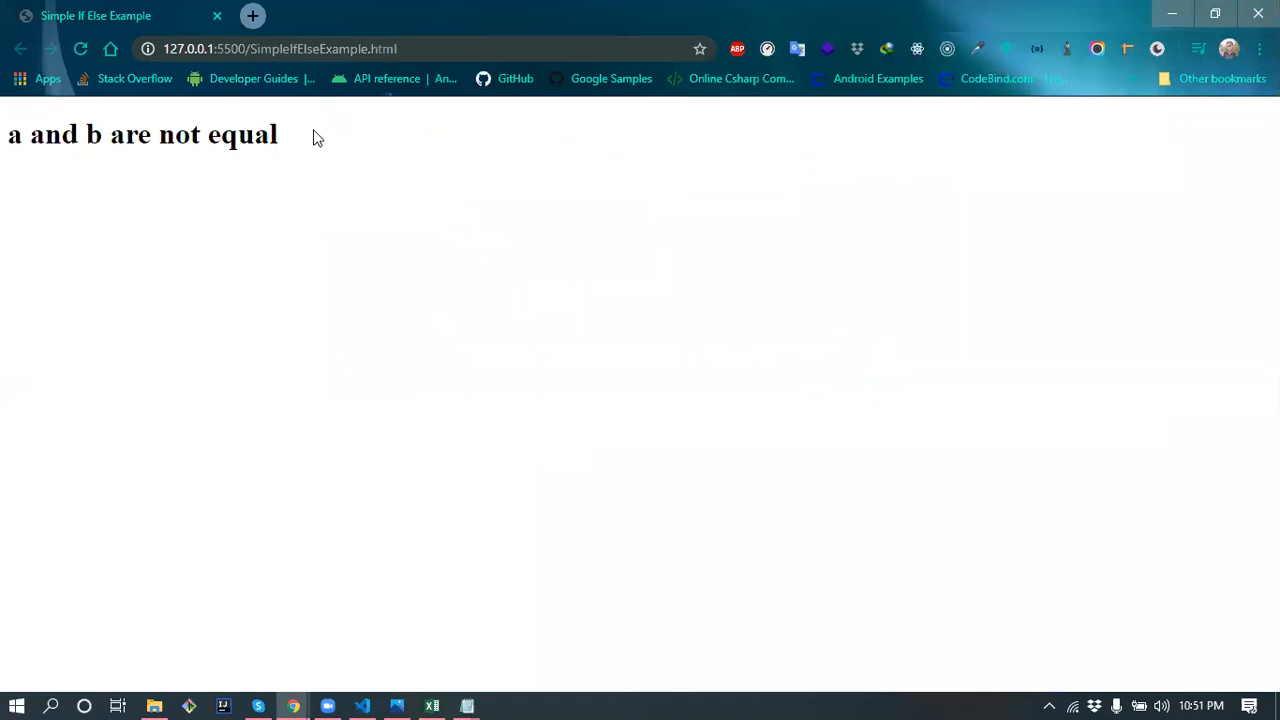 Simple If Else Example
127.0.0.1:5500/SimpleIfElseExample.html
ABP
Apps Stack Overflow Developer Guides |... API reference | An... GitHub Google Samples Online Csharp Com... Android Examples CodeBind.com Other bookmarks
a and b are not equal
10:51 PM